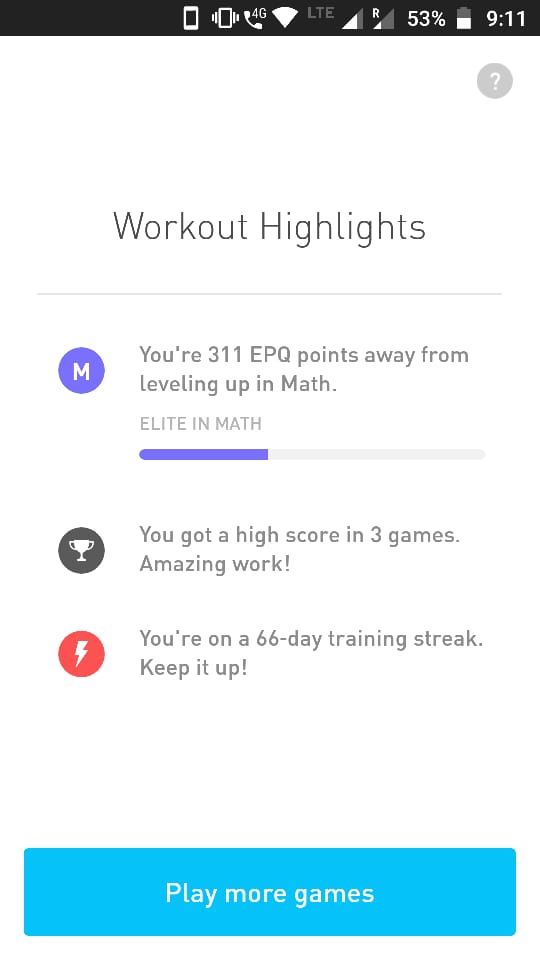 4G LTE R 53% 9:11
?
Workout Highlights
You're 311 EPQ points away from
leveling up in Math.
M
ELITE IN MATH
You got a high score in 3 games.
Amazing work!
You're on a 66-day training streak.
Keep it up!
Play more games